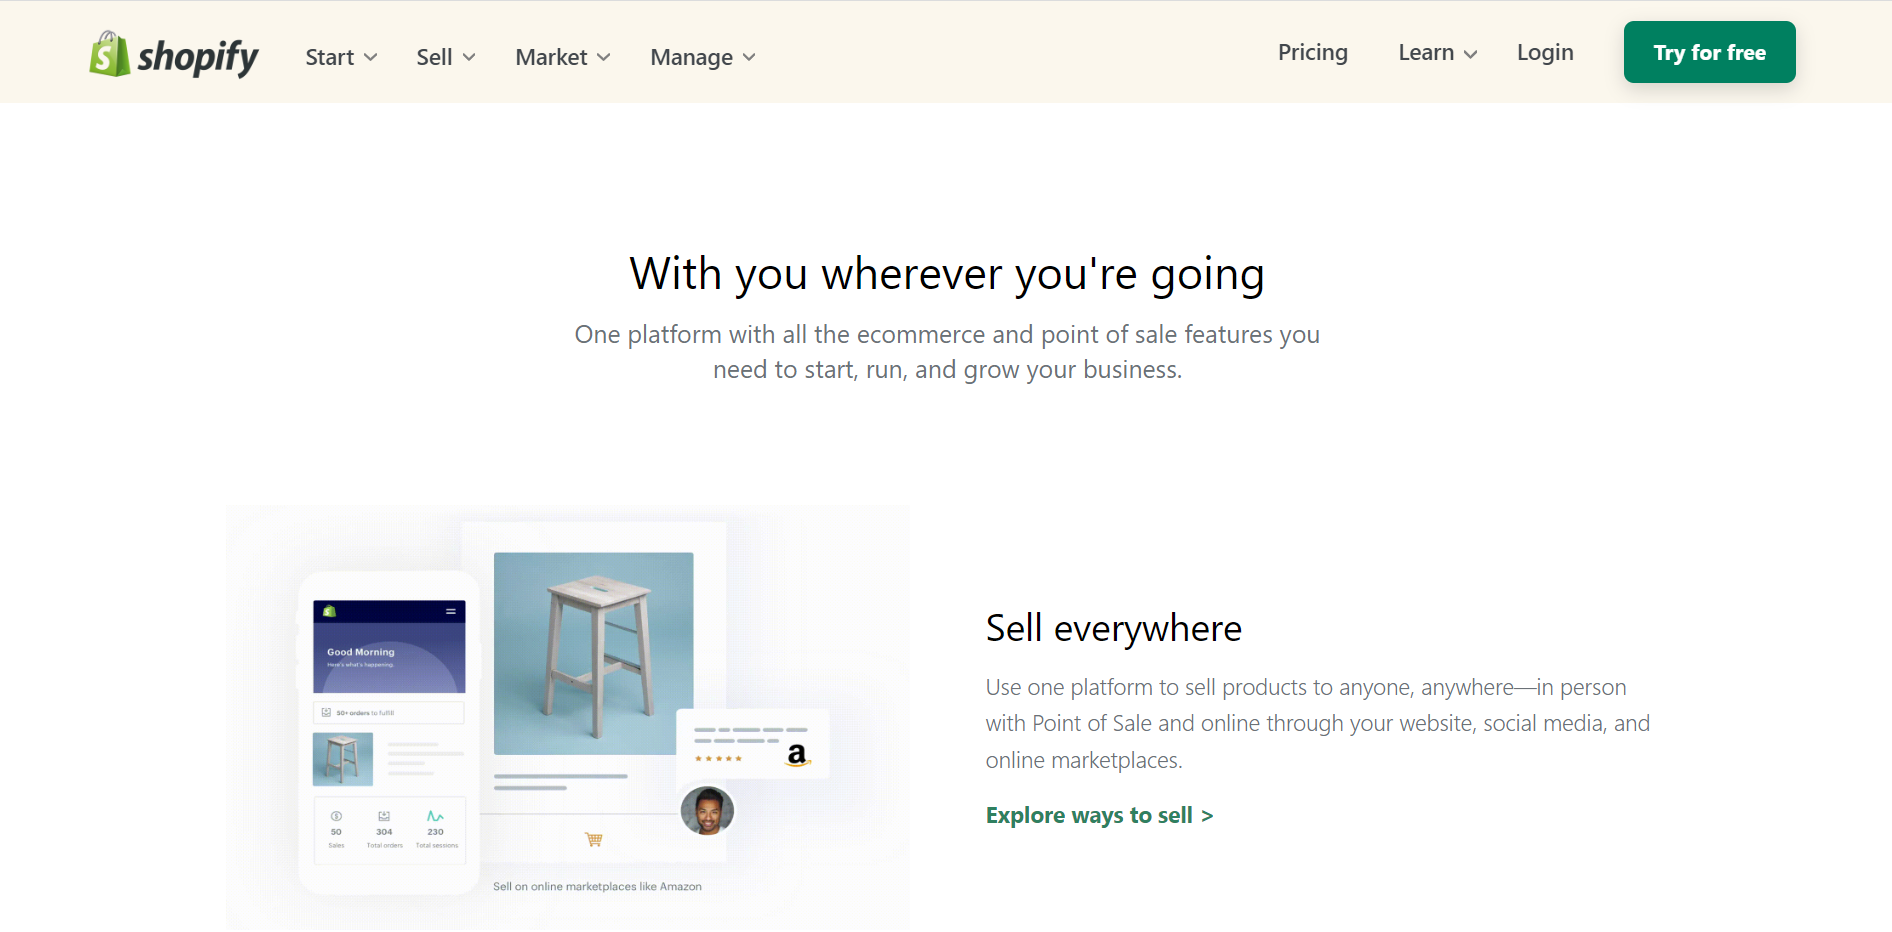 shopify
Start
Sell
Market
Manage
Pricing
Learn
Login
Try for free
With you wherever you're going
One platform with all the ecommerce and point of sale features you
need to start, run, and grow your business.
Good Morning
Here's what's happening.
50+ orders to fulfill
50
304
230
Sales
Total orders
Total sessions
a
Sell on online marketplaces like Amazon
Sell everywhere
Use one platform to sell products to anyone, anywhere—in person
with Point of Sale and online through your website, social media, and
online marketplaces.
Explore ways to sell >